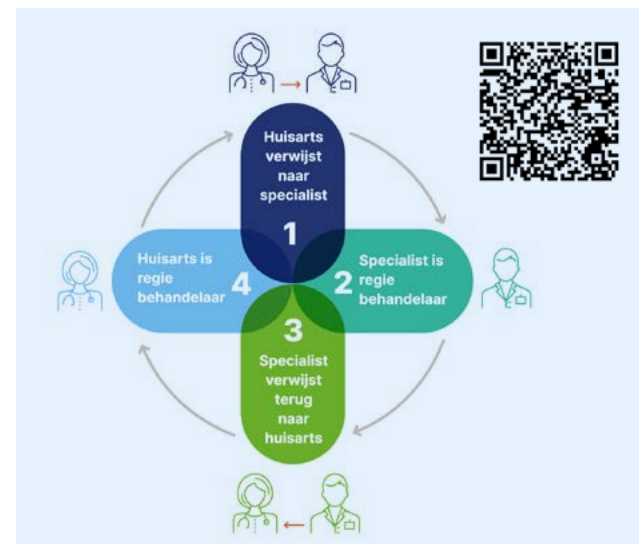 Huisarts
verwijst
naar
specialist
1
Specialist is
regie
behandelaar
2
3
Specialist
verwijst
terug
naar
huisarts
Huisarts is
regie
behandelaar
4